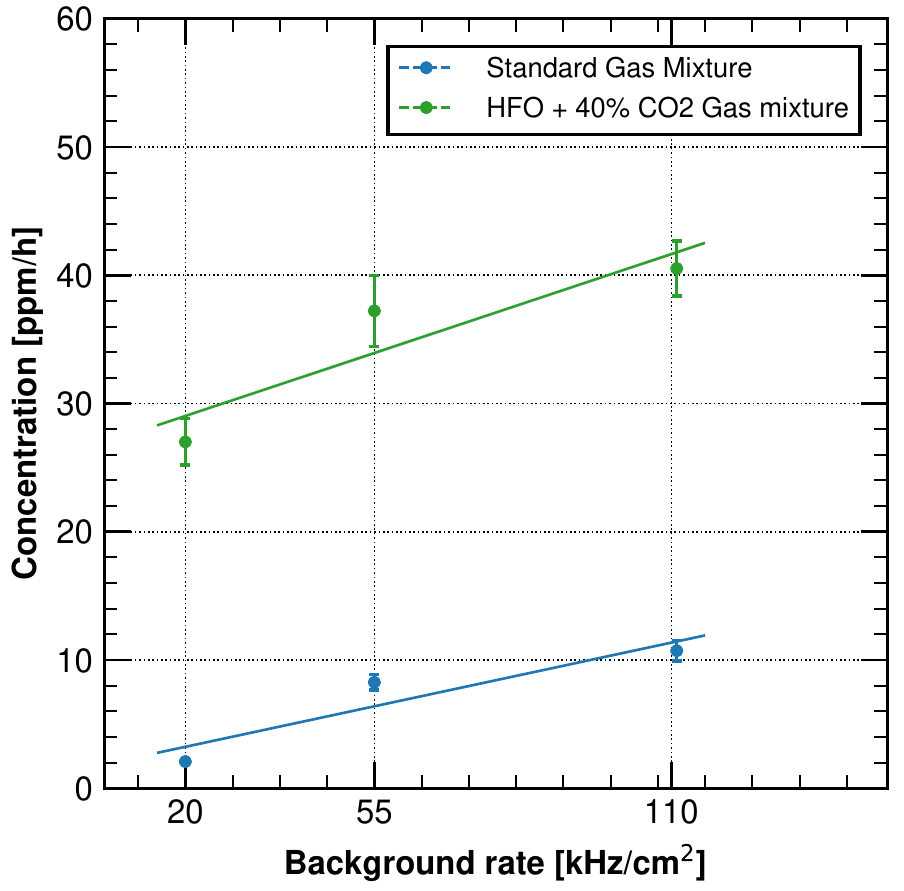 60
50
40
30
20
10
0
Concentration [ppm/h]
Standard Gas Mixture
HFO + 40% CO2 Gas mixture
20
55
110
Background rate [kHz/cm²]